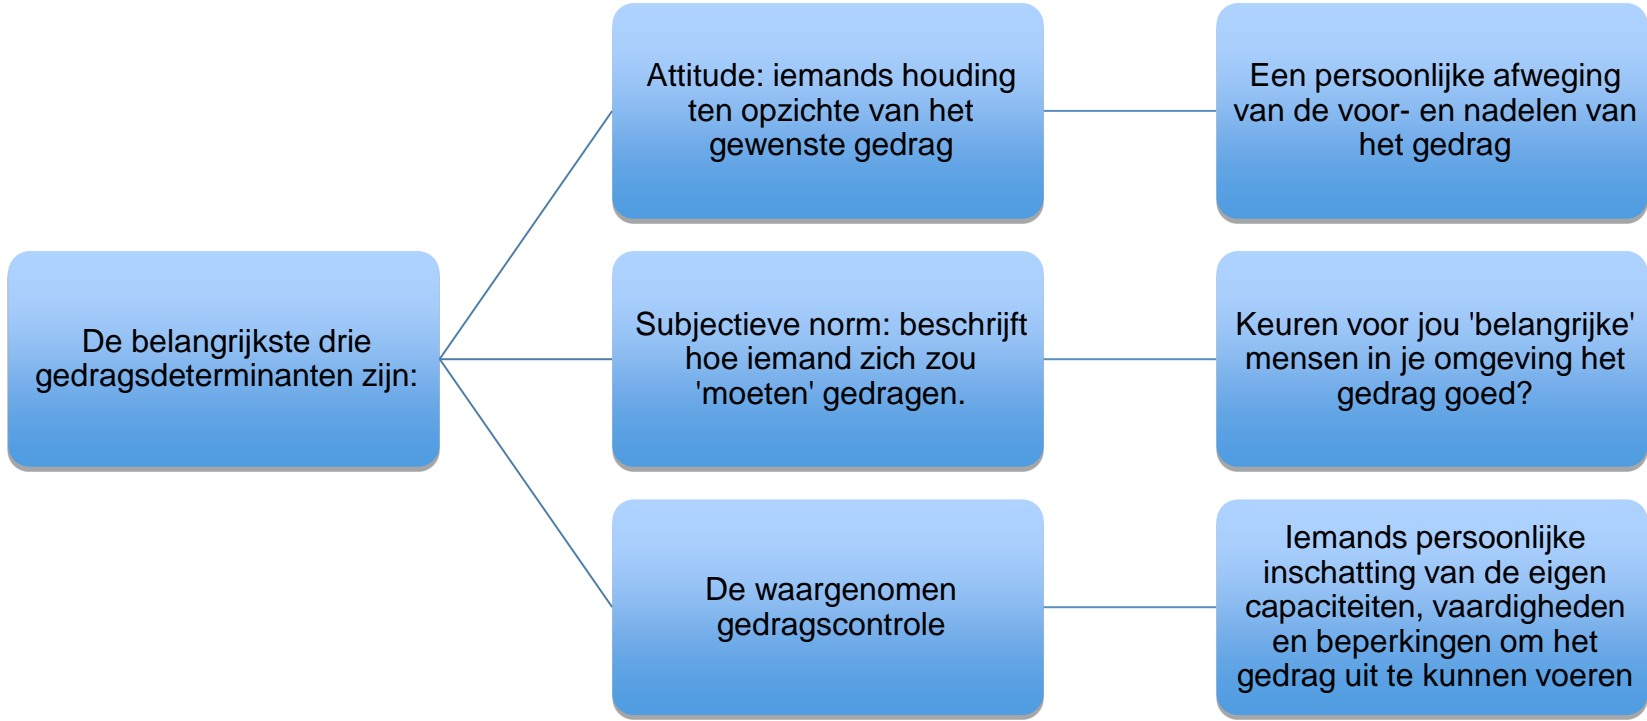 De belangrijkste drie
gedragsdeterminanten zijn:
Attitude: iemands houding
ten opzichte van het
gewenste gedrag
Een persoonlijke afweging
van de voor- en nadelen van
het gedrag
Subjectieve norm: beschrijft
hoe iemand zich zou
'moeten' gedragen.
Keuren voor jou 'belangrijke'
mensen in je omgeving het
gedrag goed?
De waargenomen
gedragscontrole
Iemands persoonlijke
inschatting van de eigen
capaciteiten, vaardigheden
en beperkingen om het
gedrag uit te kunnen voeren